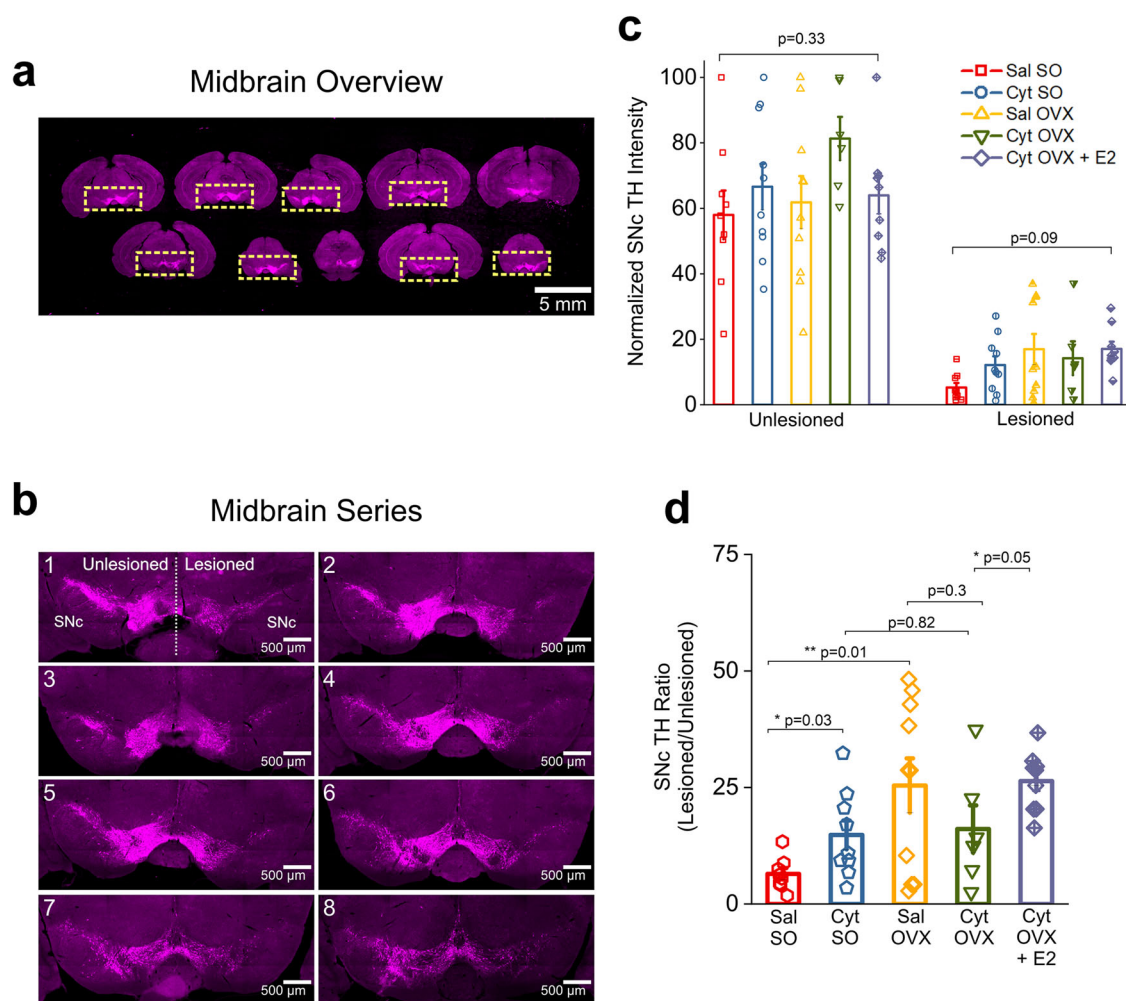 a
Midbrain Overview
5 mm
b
Midbrain Series
1
Unlesioned
Lesioned
SNc
SNc
500 μm
2
500 μm
3
500 μm
4
500 μm
5
500 μm
6
500 μm
7
500 μm
8
500 μm
c
p=0.33
Normalized SNc TH Intensity
100
80
60
40
20
0
Unlesioned
Lesioned
p=0.09
Sal SO
Cyt SO
Sal OVX
Cyt OVX
Cyt OVX + E2
d
SNc TH Ratio
(Lesioned/Unlesioned)
75
50
25
0
* p=0.05
p=0.3
p=0.82
** p=0.01
* p=0.03
Sal
SO
Cyt
SO
Sal
OVX
Cyt
OVX
Cyt
OVX
+ E2